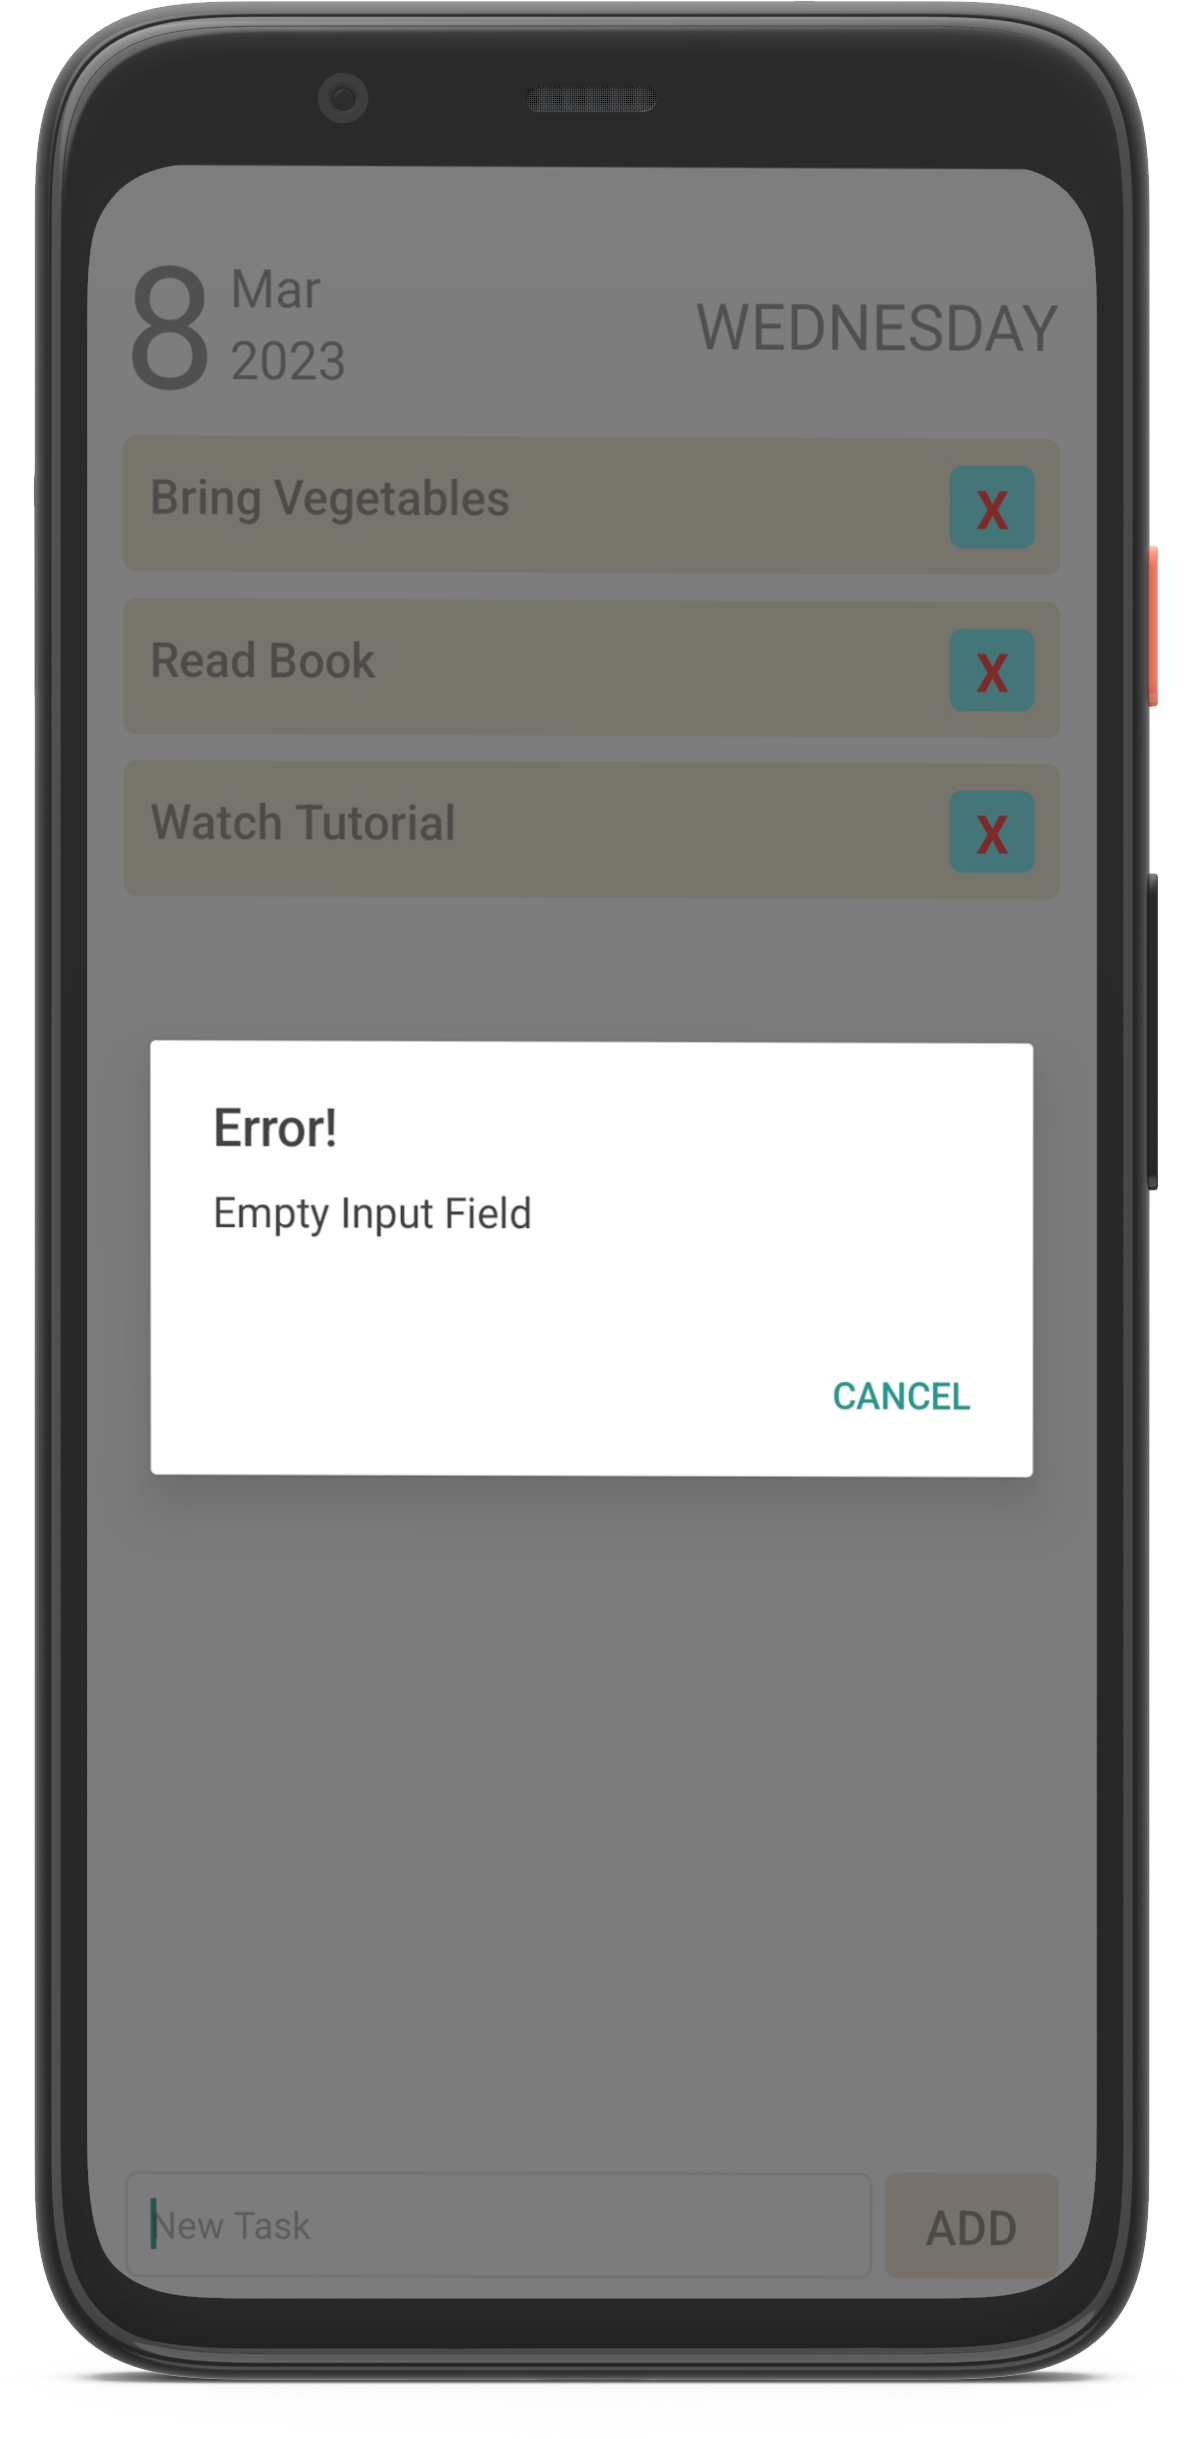 8 Mar
2023
WEDNESDAY
Bring Vegetables X
Read Book X
Watch Tutorial X
Error!
Empty Input Field
CANCEL
New Task ADD